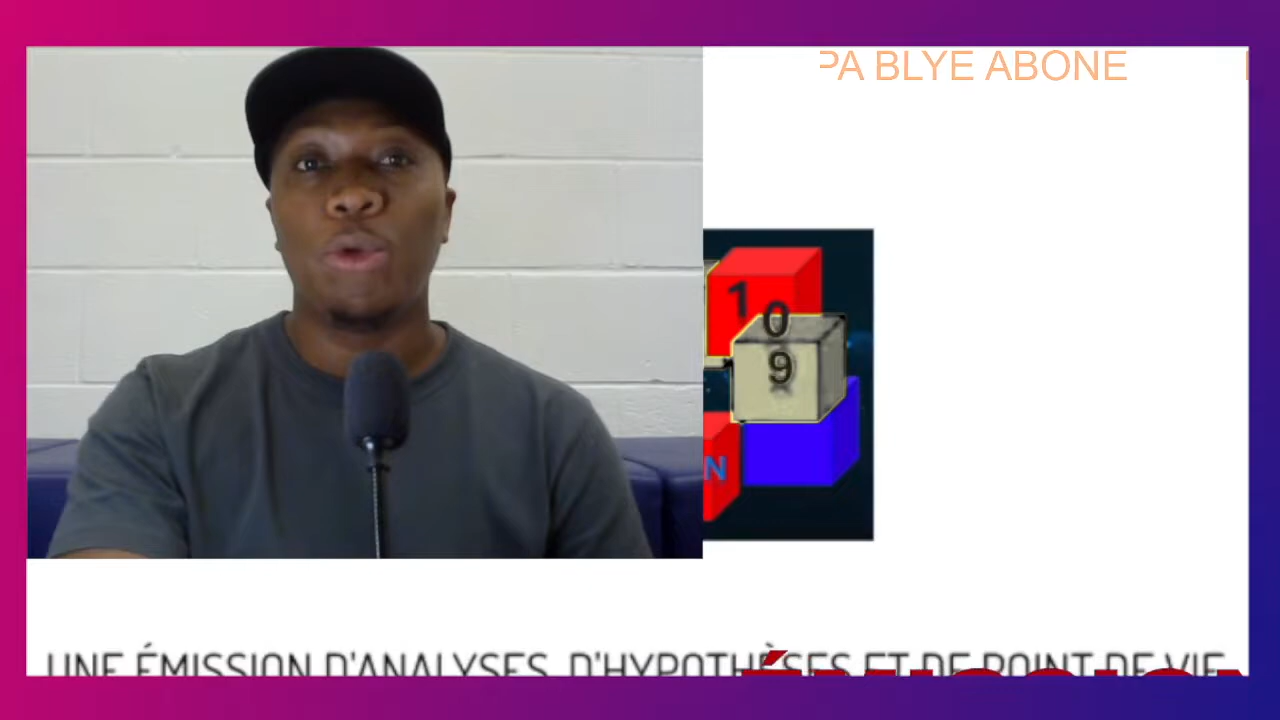 PA BLYE ABONE
10
9
N
UNE ÉMISSION D'ANALYSES, D'HYPOTHÈSES ET DE POINT DE VUE